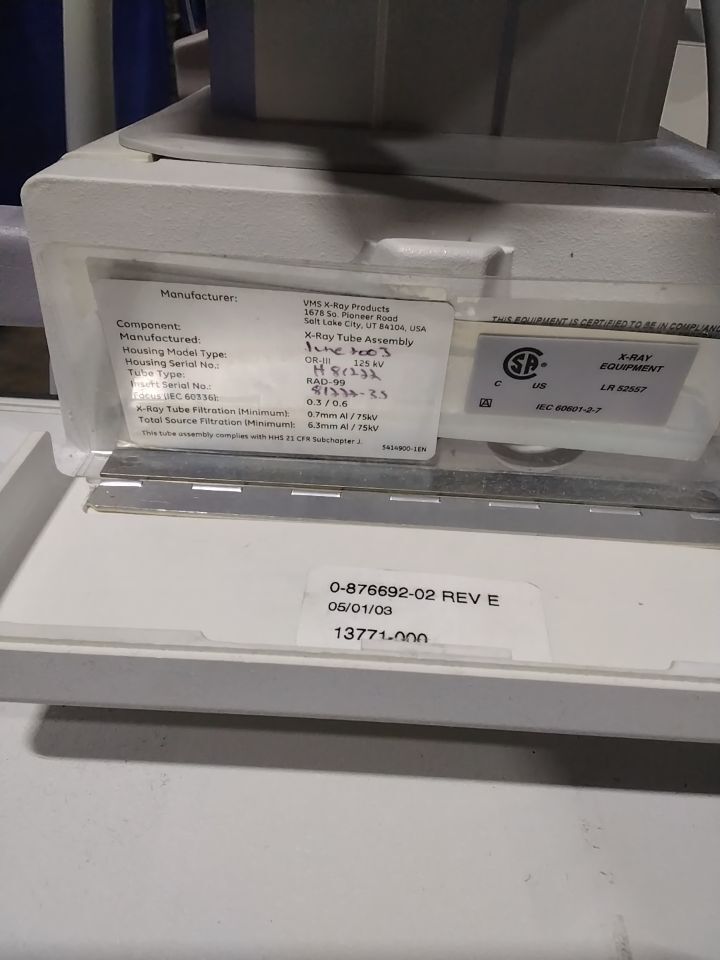 Manufacturer: VMS X-Ray Products
1678 So. Pioneer Road
Salt Lake City, UT 84104, USA
Component: X-Ray Tube Assembly
Manufactured: June 2003
Housing Model Type: OR-III 125 kV
Housing Serial No.: H 81222
Tube Type: RAD-99
Insert Serial No.:
Focus (IEC 60336): 0.3 / 0.6
X-Ray Tube Filtration (Minimum): 0.7mm Al / 75kV
Total Source Filtration (Minimum): 6.3mm Al / 75kV
This tube assembly complies with HHS 21 CFR Subchapter J.
5414900-1EN
THIS EQUIPMENT IS CERTIFIED TO BE IN COMPLIANC
C US
X-RAY
EQUIPMENT
LR 52557
IEC 60601-2-7
0-876692-02 REV E
05/01/03
13771-000